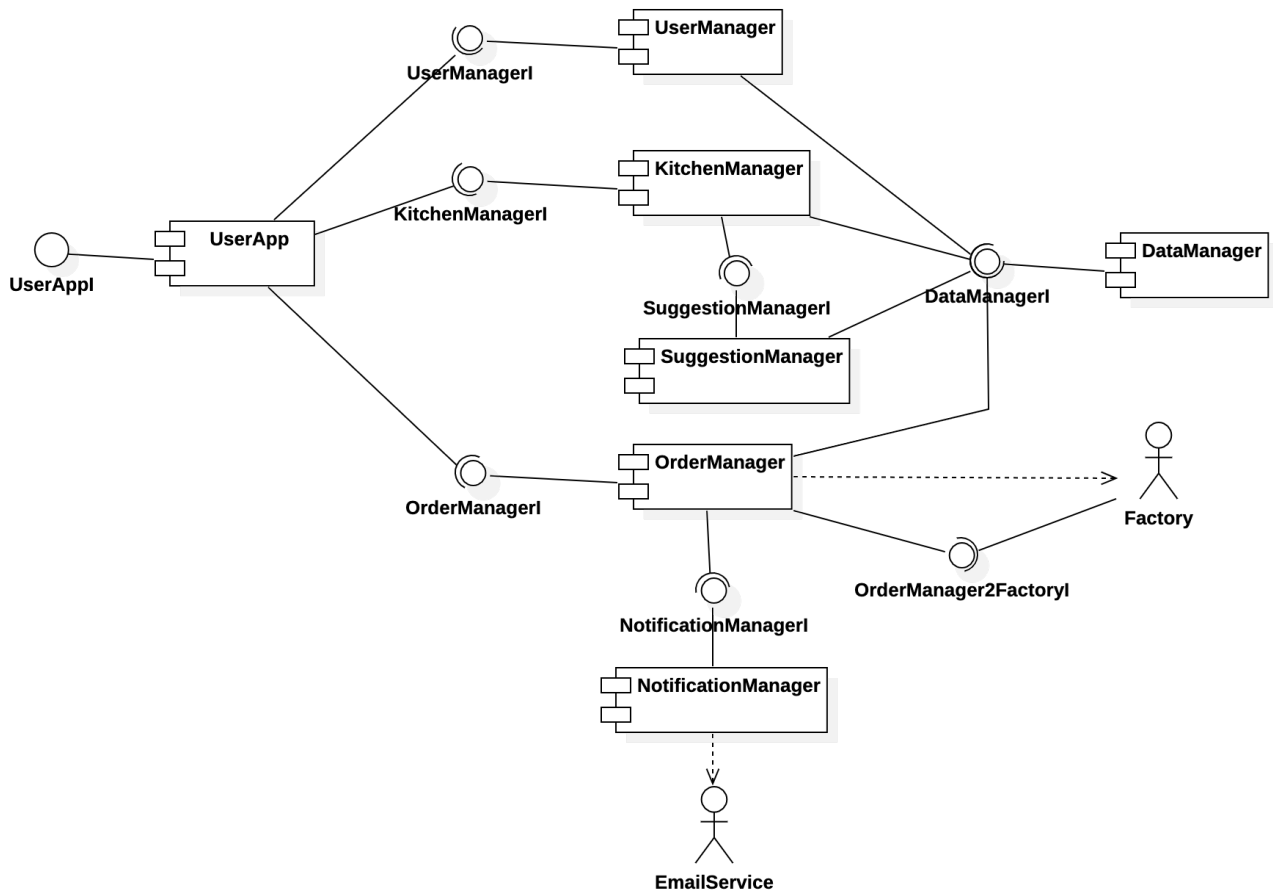 UserManager
UserManagerI
KitchenManager
KitchenManagerI
UserApp
UserAppI
DataManager
DataManagerI
SuggestionManagerI
SuggestionManager
OrderManager
OrderManagerI
Factory
OrderManager2FactoryI
NotificationManagerI
NotificationManager
EmailService